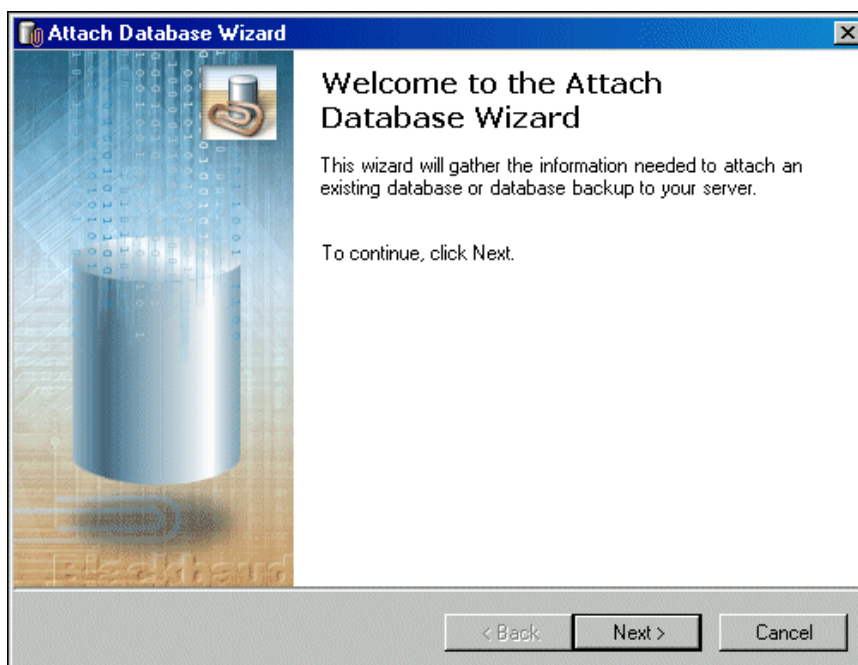 Attach Database Wizard
Welcome to the Attach
Database Wizard
This wizard will gather the information needed to attach an
existing database or database backup to your server.
To continue, click Next.
Blackbaud
< Back
Next >
Cancel